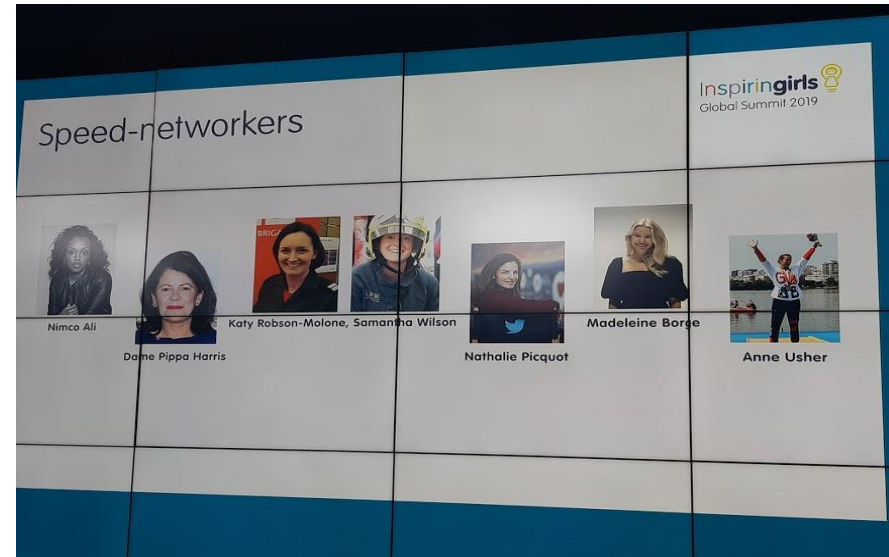 Speed-networkers
Inspiringirls
Global Summit 2019
BRIGA
Nimco Ali
Dame Pippa Harris
Katy Robson-Molone, Samantha Wilson
Nathalie Picquot
Madeleine Borge
Anne Usher